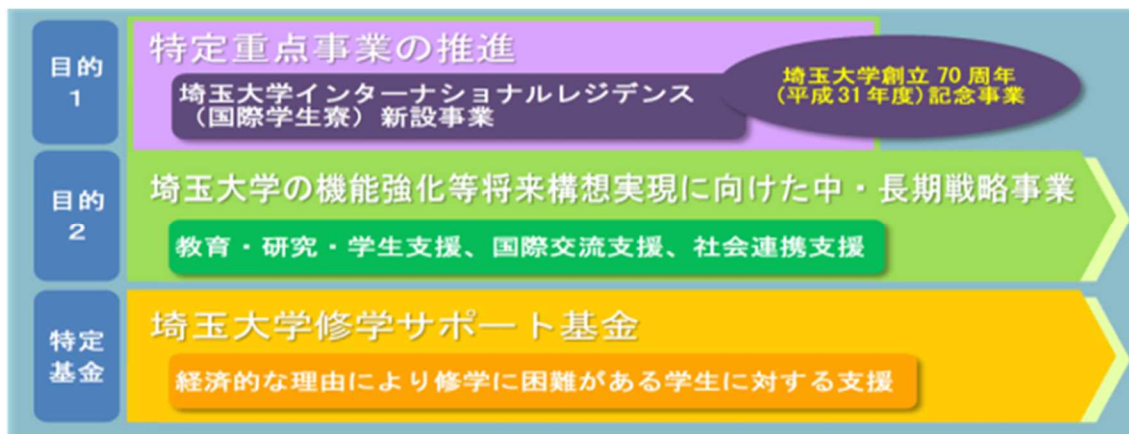 目的
1
特定重点事業の推進
埼玉大学インターナショナルレジデンス
（国際学生寮）新設事業
埼玉大学創立 70 周年
(平成 31 年度) 記念事業
目的
2
埼玉大学の機能強化等将来構想実現に向けた中・長期戦略事業
教育・研究・学生支援、国際交流支援、社会連携支援
特定
基金
埼玉大学修学サポート基金
経済的な理由により修学に困難がある学生に対する支援